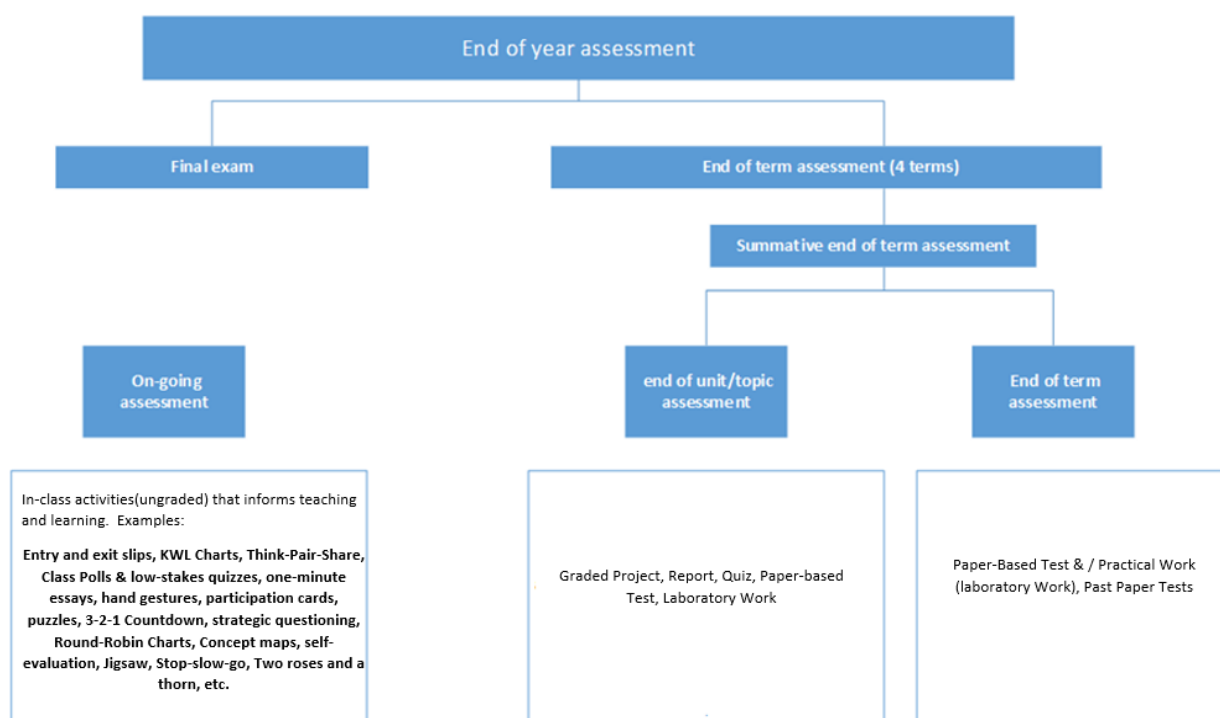 End of year assessment
Final exam
End of term assessment (4 terms)
Summative end of term assessment
On-going
assessment
end of unit/topic
assessment
End of term
assessment
In-class activities(ungraded) that informs teaching
and learning.  Examples:
Entry and exit slips, KWL Charts, Think-Pair-Share,
Class Polls & low-stakes quizzes, one-minute
essays, hand gestures, participation cards,
puzzles, 3-2-1 Countdown, strategic questioning,
Round-Robin Charts, Concept maps, self-
evaluation, Jigsaw, Stop-slow-go, Two roses and a
thorn, etc.
Graded Project, Report, Quiz, Paper-based
Test, Laboratory Work
Paper-Based Test & / Practical Work
(laboratory Work), Past Paper Tests